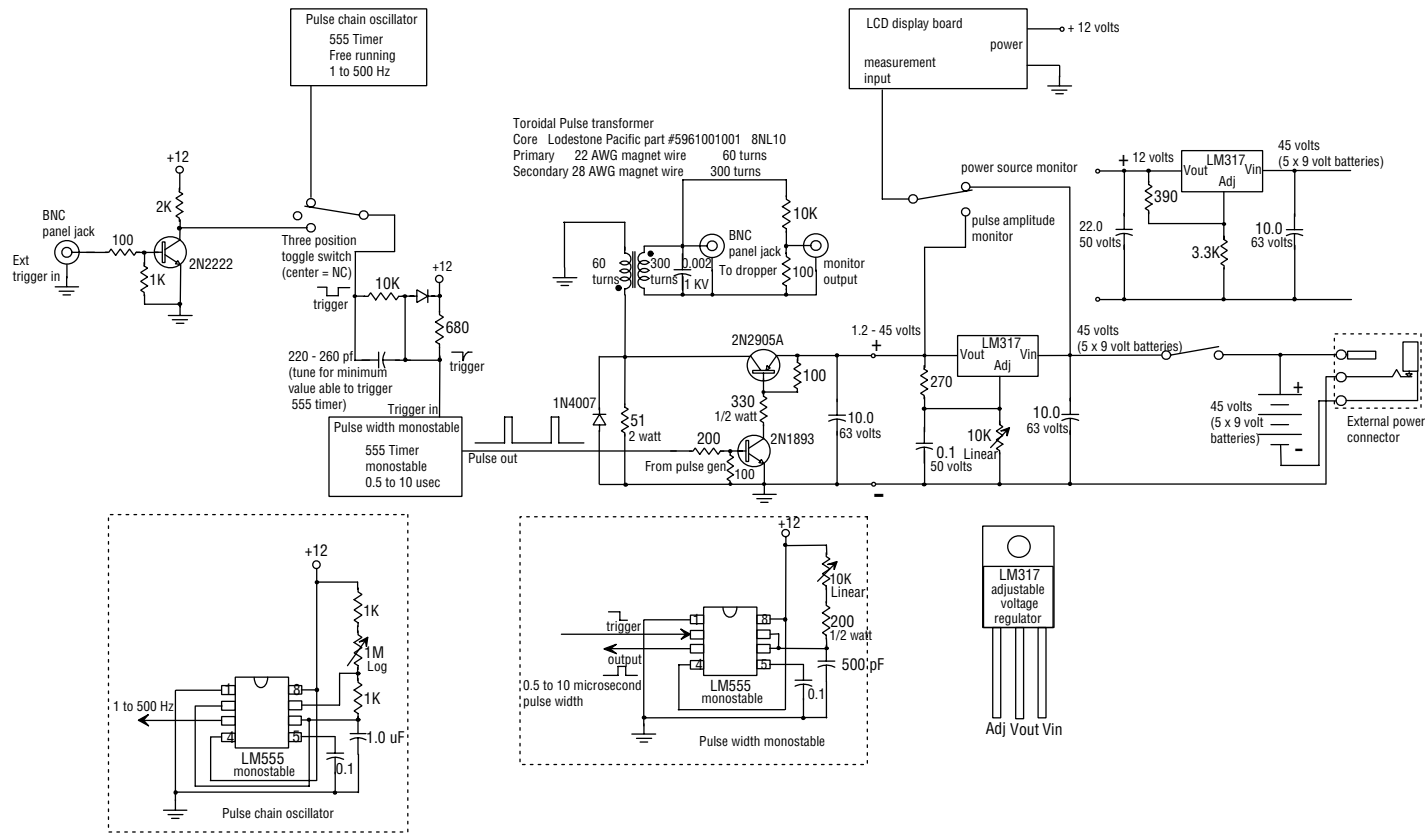 Pulse chain oscillator
555 Timer
Free running
1 to 500 Hz
LCD display board
power
measurement
input
+ 12 volts
Toroidal Pulse transformer
Core Lodestone Pacific part #5961001001 8NL10
Primary 22 AWG magnet wire 60 turns
Secondary 28 AWG magnet wire 300 turns
+12
2K
BNC
panel jack
100
2N2222
Ext
trigger in
1K
Three position
toggle switch
(center = NC)
trigger
10K
+12
680
220 - 260 pf
(tune for minimum
value able to trigger
555 timer)
trigger
Trigger in
Pulse width monostable
555 Timer
monostable
0.5 to 10 usec
Pulse out
60
turns
300
turns
0.002
1 KV
BNC
panel jack
To dropper
10K
100
monitor
output
power source monitor
pulse amplitude
monitor
+ 12 volts
LM317
Vout
Vin
Adj
45 volts
(5 x 9 volt batteries)
390
22.0
50 volts
3.3K
10.0
63 volts
1N4007
51
2 watt
2N2905A
100
330
1/2 watt
200
From pulse gen
100
2N1893
1.2 - 45 volts
+
10.0
63 volts
-
LM317
Vout
Vin
Adj
270
0.1
50 volts
10K
Linear
10.0
63 volts
45 volts
(5 x 9 volt batteries)
45 volts
(5 x 9 volt
batteries)
+
-
External power
connector
+12
1K
1M
Log
1K
1
8
4
5
1 to 500 Hz
LM555
monostable
0.1
1.0 uF
Pulse chain oscillator
+12
10K
Linear
200
1/2 watt
trigger
output
1
8
4
5
500 pF
0.5 to 10 microsecond
pulse width
LM555
monostable
0.1
Pulse width monostable
LM317
adjustable
voltage
regulator
Adj Vout Vin